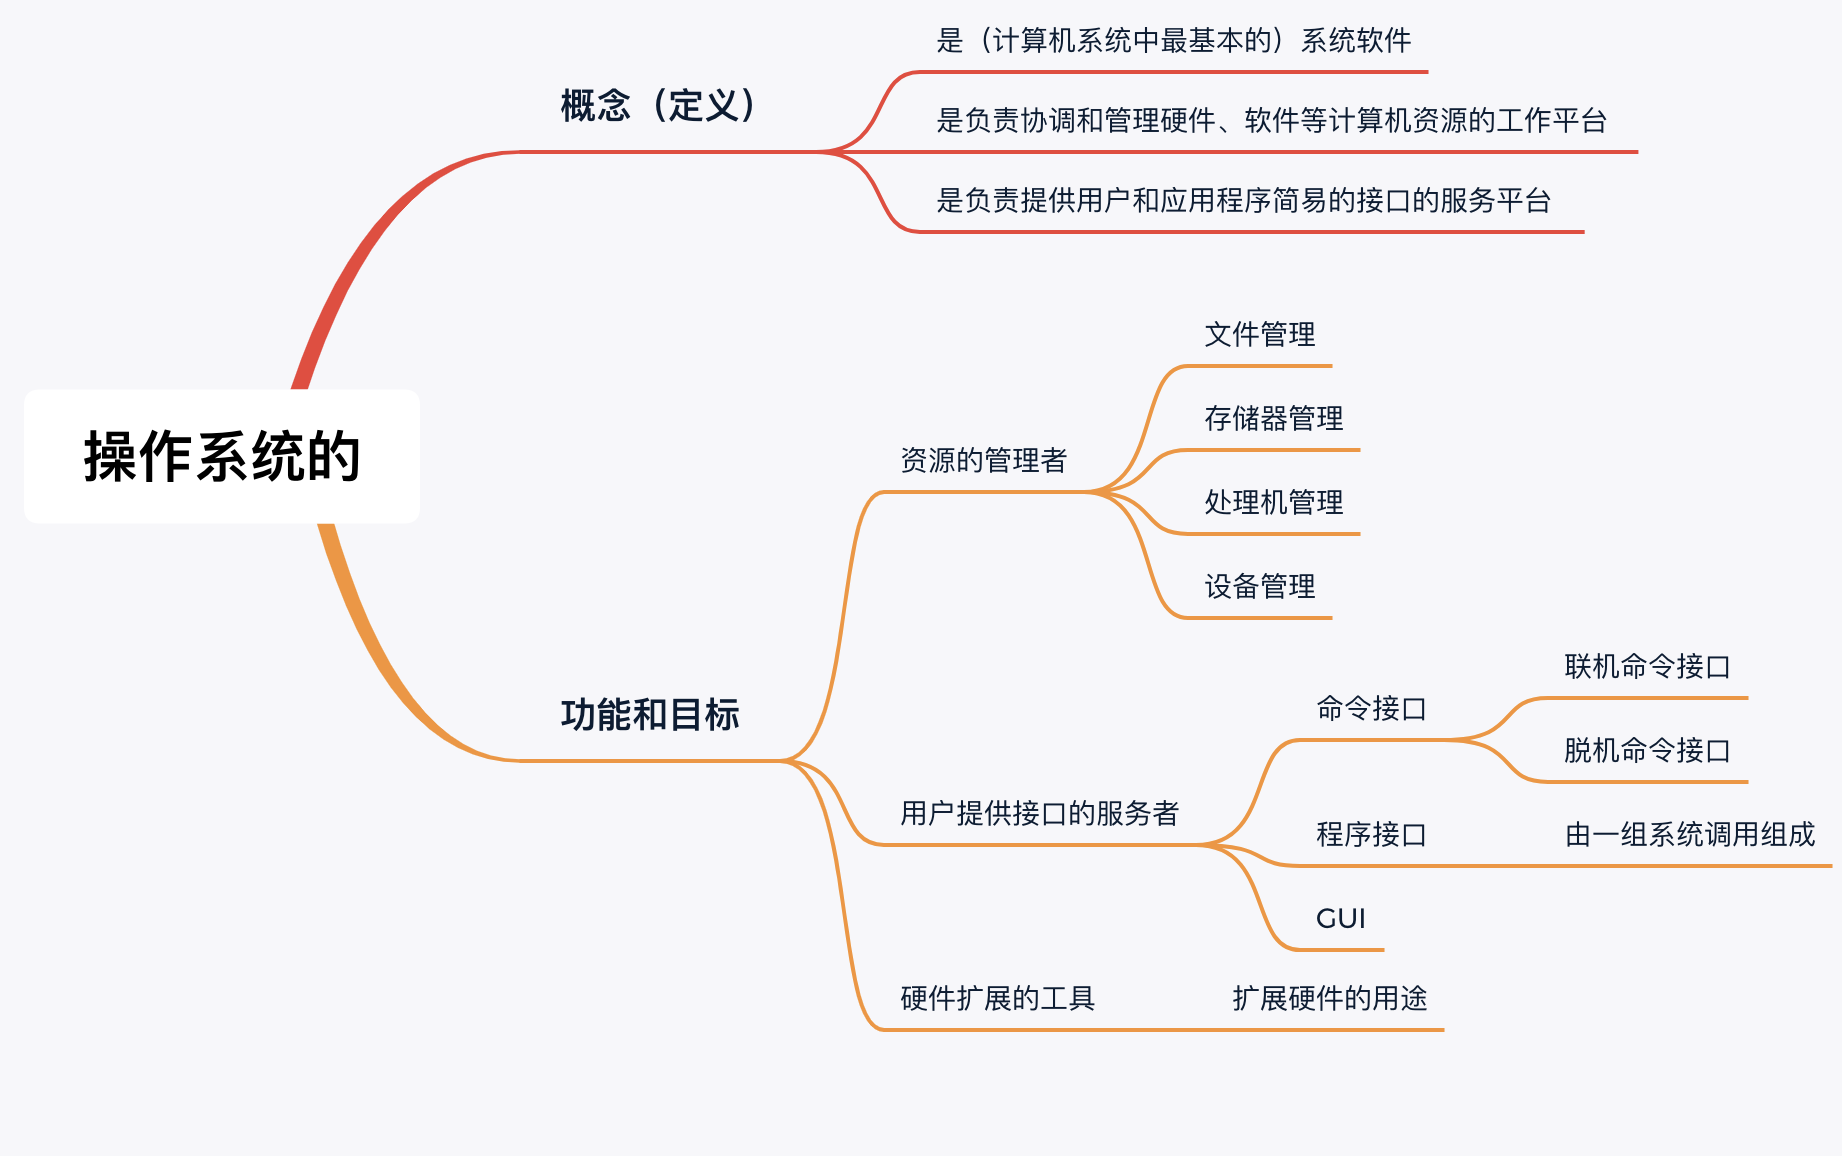 操作系统的
概念（定义）
是（计算机系统中最基本的）系统软件
是负责协调和管理硬件、软件等计算机资源的工作平台
是负责提供用户和应用程序简易的接口的服务平台
功能和目标
资源的管理者
文件管理
存储器管理
处理机管理
设备管理
用户提供接口的服务者
命令接口
联机命令接口
脱机命令接口
程序接口
由一组系统调用组成
GUI
硬件扩展的工具
扩展硬件的用途